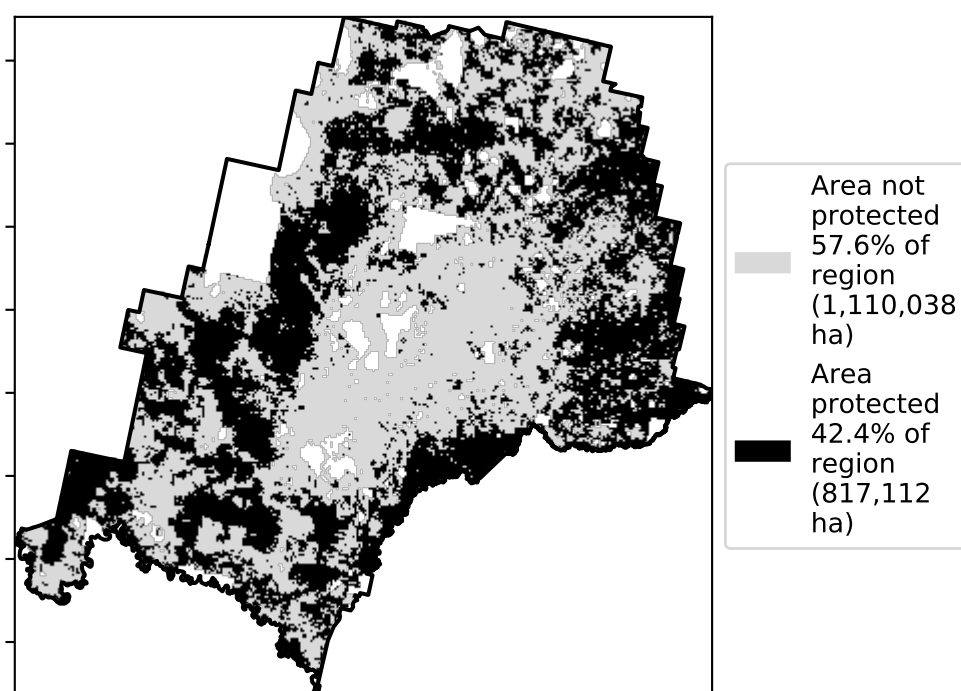 Area not
protected
57.6% of
region
(1,110,038
ha)
Area
protected
42.4% of
region
(817,112
ha)